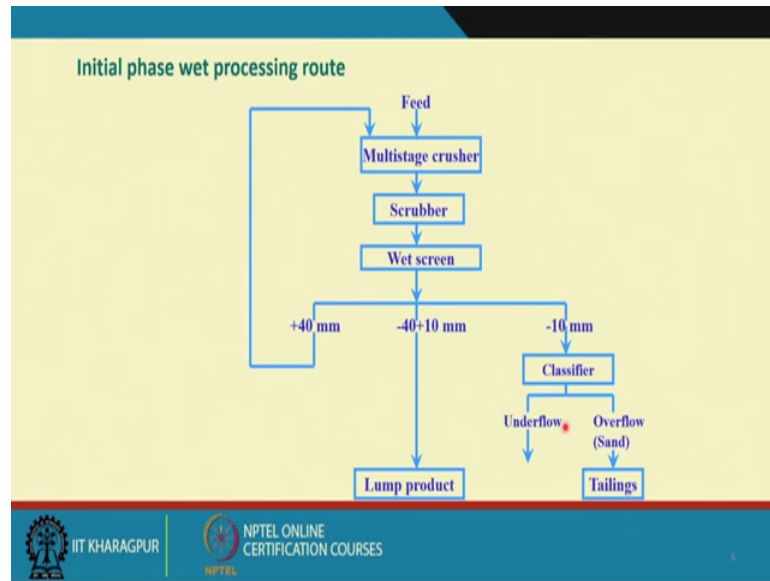 Initial phase wet processing route
Feed
Multistage crusher
Scrubber
Wet screen
+40 mm
-40+10 mm
-10 mm
Classifier
Underflow
Overflow
(Sand)
Lump product
Tailings
IIT KHARAGPUR
NPTEL
NPTEL ONLINE
CERTIFICATION COURSES
6